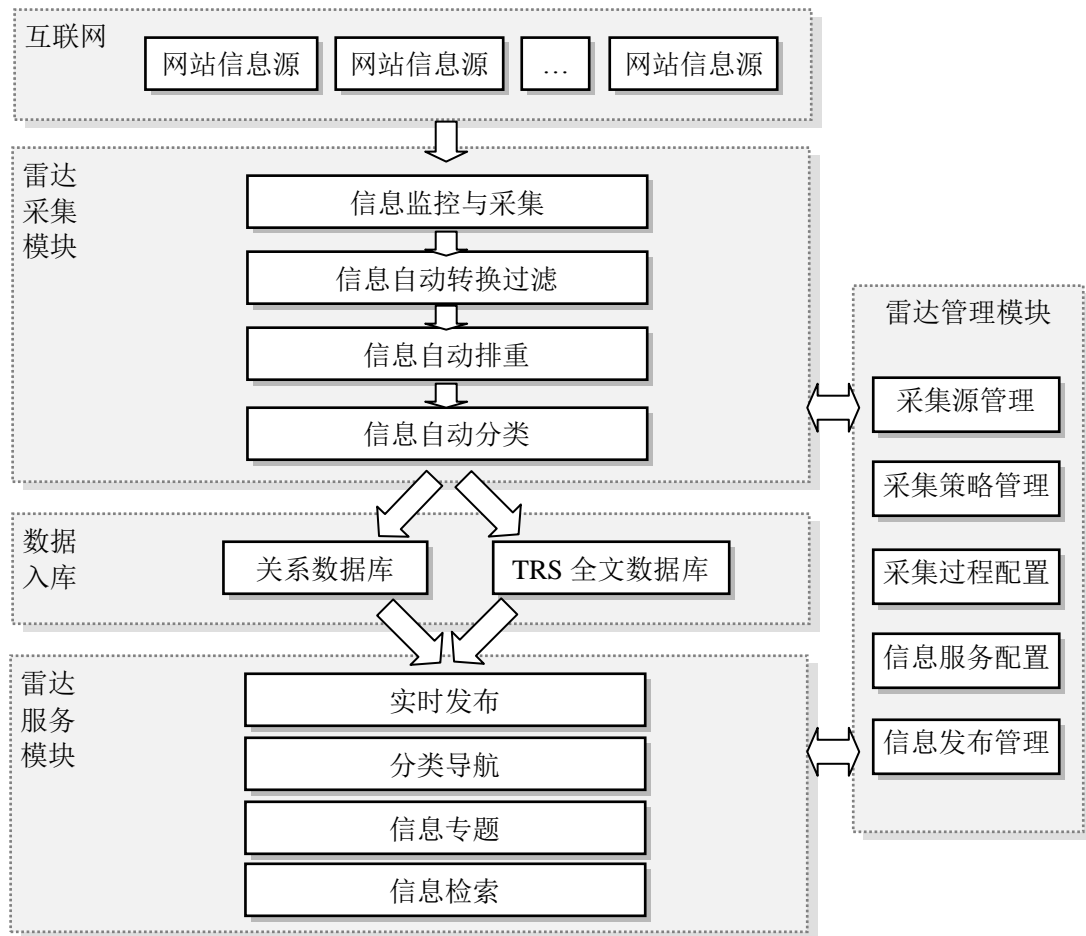 互联网
网站信息源
网站信息源
…
网站信息源
雷达
采集
模块
信息监控与采集
信息自动转换过滤
信息自动排重
信息自动分类
数据
入库
关系数据库
TRS 全文数据库
雷达
服务
模块
实时发布
分类导航
信息专题
信息检索
雷达管理模块
采集源管理
采集策略管理
采集过程配置
信息服务配置
信息发布管理